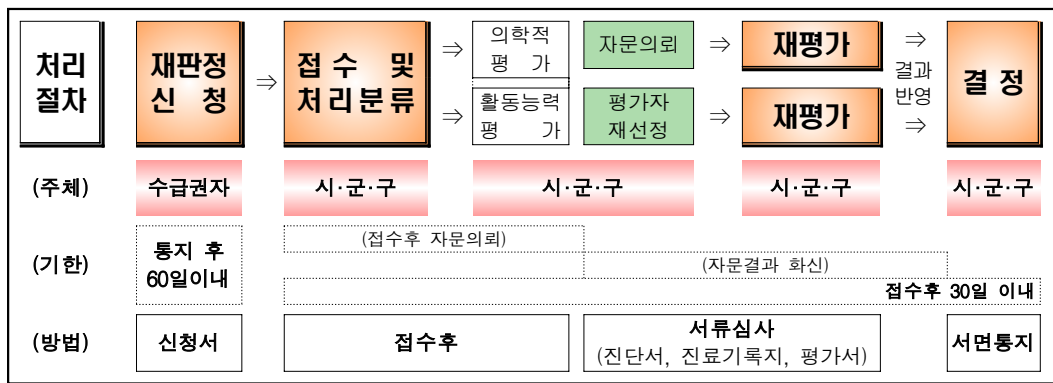 처리
절차
재판정
신 청
⇒
접 수 및
처리분류
⇒
의학적
평 가
자문의뢰
⇒
재평가
⇒
⇒
활동능력
평 가
평가자
재선정
⇒
재평가
결과
반영
⇒
결 정
(주체)
수급권자
시·군·구
시·군·구
시·군·구
시·군·구
(기한)
통지 후
60일이내
(접수후 자문의뢰)
(자문결과 화신)
접수후 30일 이내
(방법)
신청서
접수후
서류심사
(진단서, 진료기록지, 평가서)
서면통지